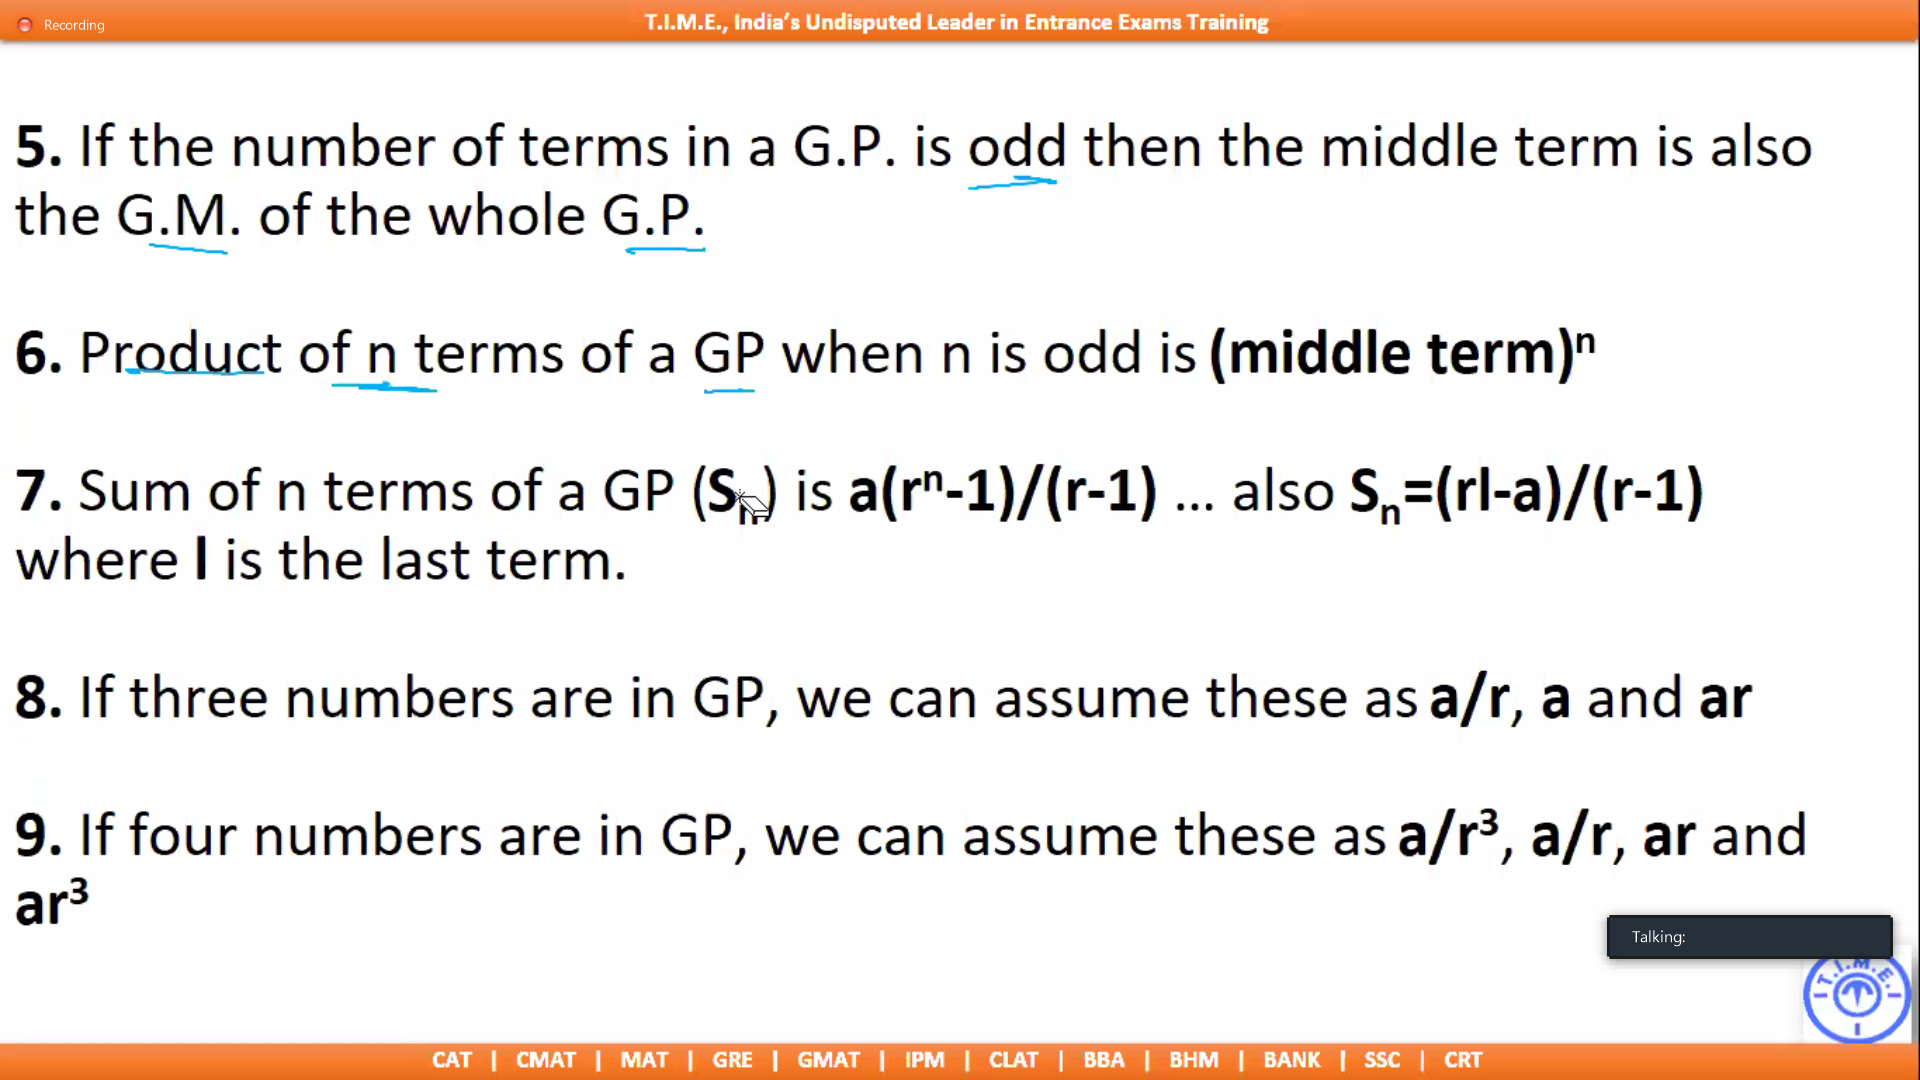 Recording
T.I.M.E., India's Undisputed Leader in Entrance Exams Training
5. If the number of terms in a G.P. is odd then the middle term is also
the G.M. of the whole G.P.
6. Product of n terms of a GP when n is odd is (middle term)ⁿ
7. Sum of n terms of a GP (Sₙ) is a(rⁿ-1)/(r-1) ... also Sₙ=(rl-a)/(r-1)
where l is the last term.
8. If three numbers are in GP, we can assume these as a/r, a and ar
9. If four numbers are in GP, we can assume these as a/r³, a/r, ar and
ar³
Talking:
T.I.M.E.
CAT | CMAT | MAT | GRE | GMAT | IPM | CLAT | BBA | BHM | BANK | SSC | CRT